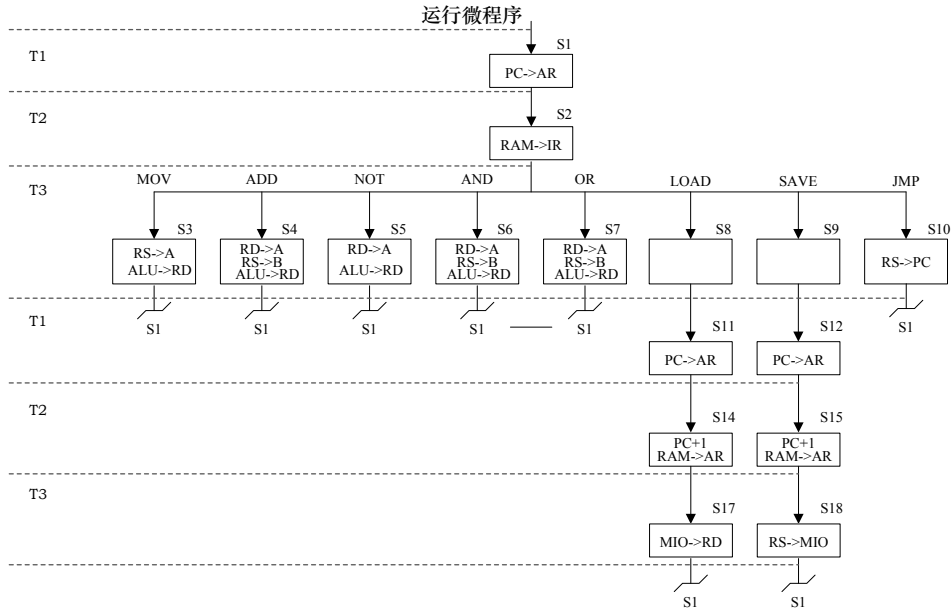 运行微程序
S1
T1
PC->AR
T2
S2
RAM->IR
T3
MOV ADD NOT AND OR LOAD SAVE JMP
S3 S4 S5 S6 S7 S8 S9 S10
RS->A
ALU->RD
RD->A
RS->B
ALU->RD
RD->A
ALU->RD
RD->A
RS->B
ALU->RD
RD->A
RS->B
ALU->RD
RS->PC
S1 S1 S1 S1 S1 S1
T1
S11 S12
PC->AR PC->AR
T2
S14 S15
PC+1
RAM->AR
PC+1
RAM->AR
T3
S17 S18
MIO->RD RS->MIO
S1 S1